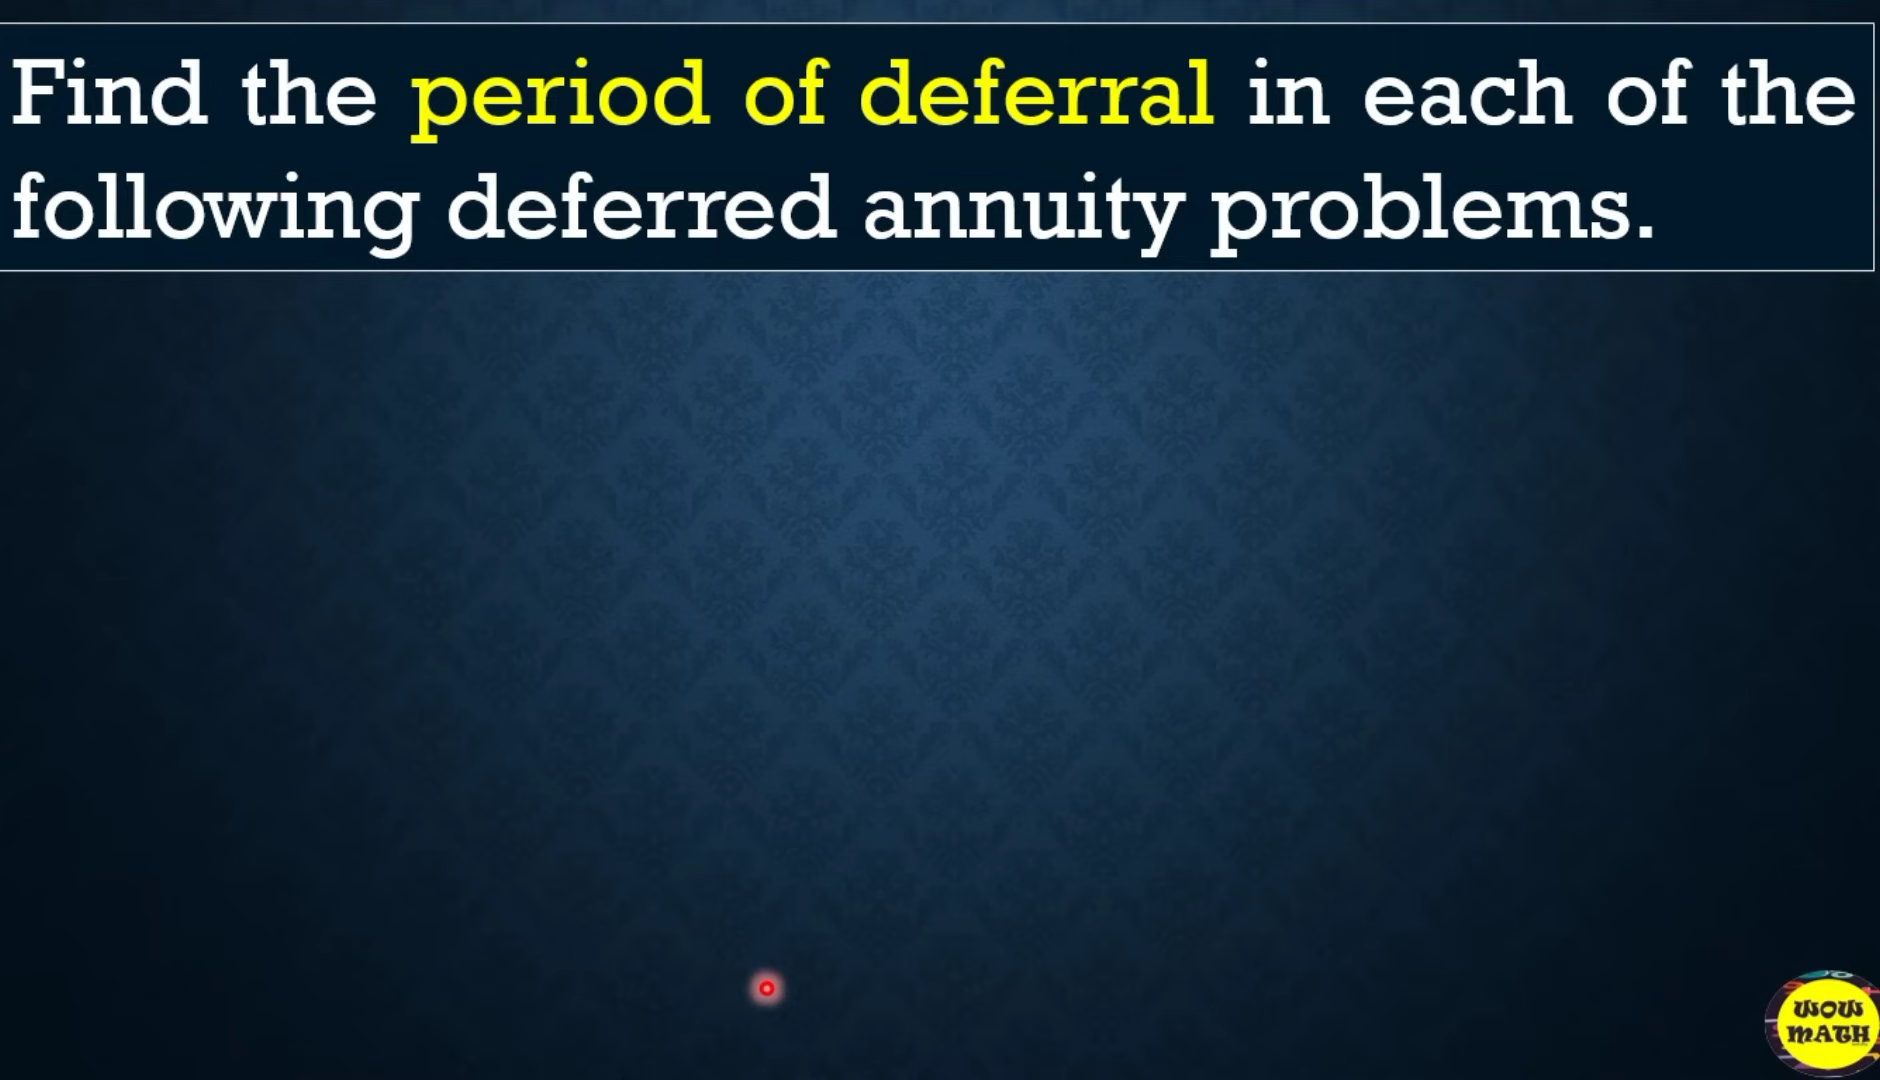 Find the period of deferral in each of the
following deferred annuity problems.
WOW
MATH